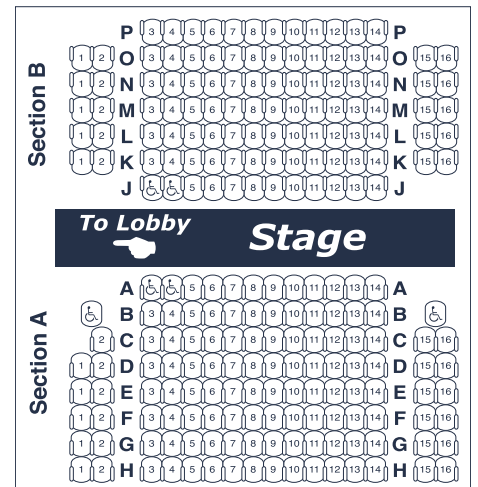 P 3 4 5 6 7 8 9 10 11 12 13 14 P
1 2 O 3 4 5 6 7 8 9 10 11 12 13 14 O 15 16
1 2 N 3 4 5 6 7 8 9 10 11 12 13 14 N 15 16
1 2 M 3 4 5 6 7 8 9 10 11 12 13 14 M 15 16
1 2 L 3 4 5 6 7 8 9 10 11 12 13 14 L 15 16
1 2 K 3 4 5 6 7 8 9 10 11 12 13 14 K 15 16
J 5 6 7 8 9 10 11 12 13 14 J
Section B
To Lobby
Stage
A 5 6 7 8 9 10 11 12 13 14 A
B 3 4 5 6 7 8 9 10 11 12 13 14 B
2 C 3 4 5 6 7 8 9 10 11 12 13 14 C 15 16
1 2 D 3 4 5 6 7 8 9 10 11 12 13 14 D 15 16
1 2 E 3 4 5 6 7 8 9 10 11 12 13 14 E 15 16
1 2 F 3 4 5 6 7 8 9 10 11 12 13 14 F 15 16
1 2 G 3 4 5 6 7 8 9 10 11 12 13 14 G 15 16
1 2 H 3 4 5 6 7 8 9 10 11 12 13 14 H 15 16
Section A